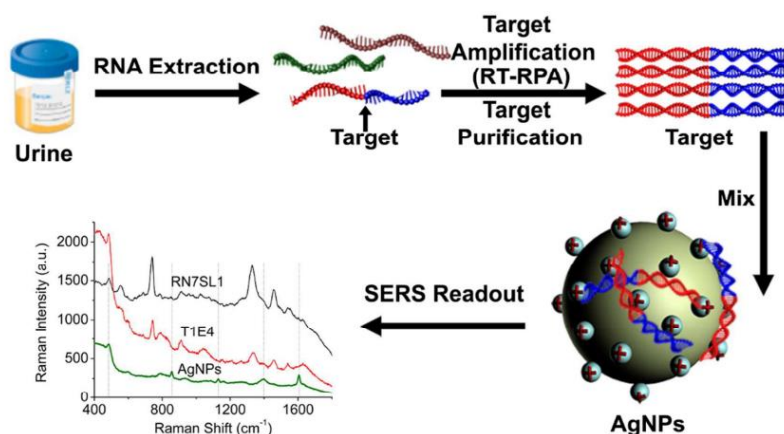 Urine
RNA Extraction
Target
Target
Amplification
(RT-RPA)
Target
Purification
Target
Mix
AgNPs
SERS Readout
Raman Intensity (a.u.)
2000
1500
1000
500
0
RN7SL1
T1E4
AgNPs
400 800 1200 1600
Raman Shift (cm⁻¹)